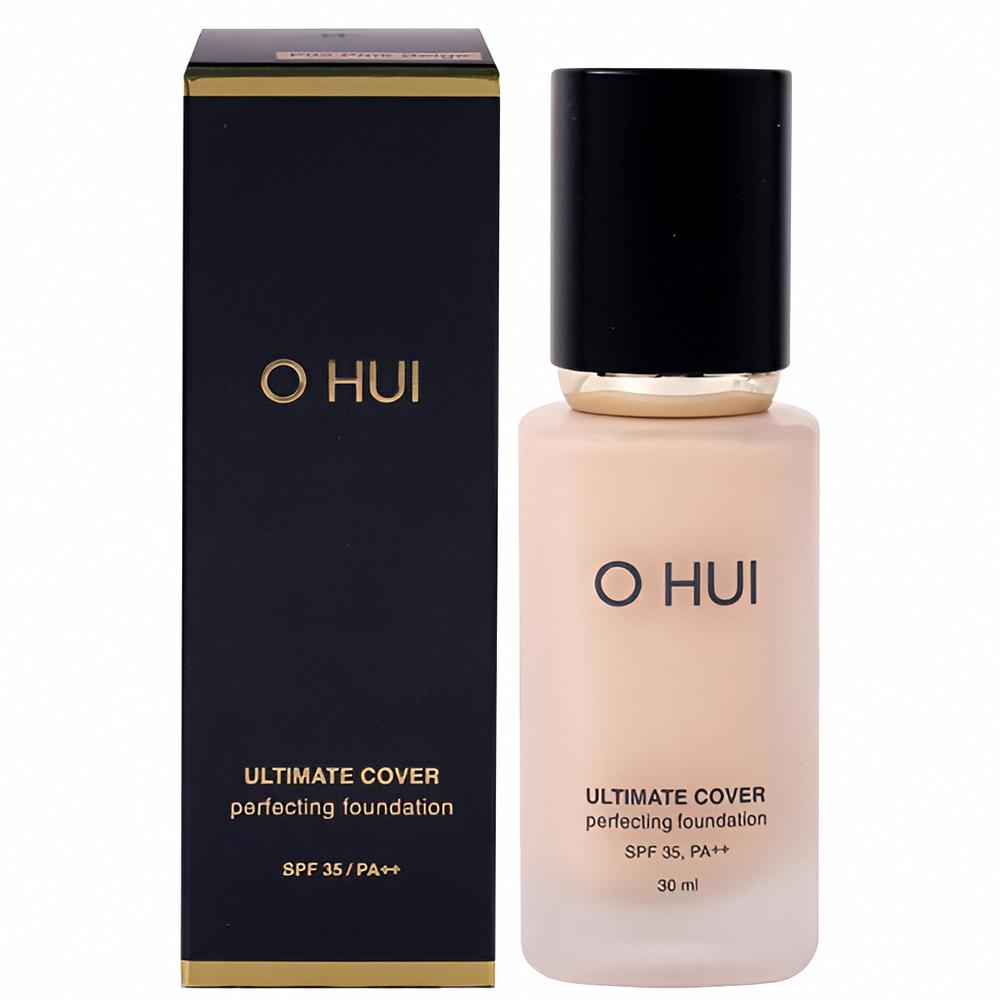 O HUI
ULTIMATE COVER
perfecting foundation
SPF 35 / PA++
O HUI
ULTIMATE COVER
perfecting foundation
SPF 35, PA++
30 ml